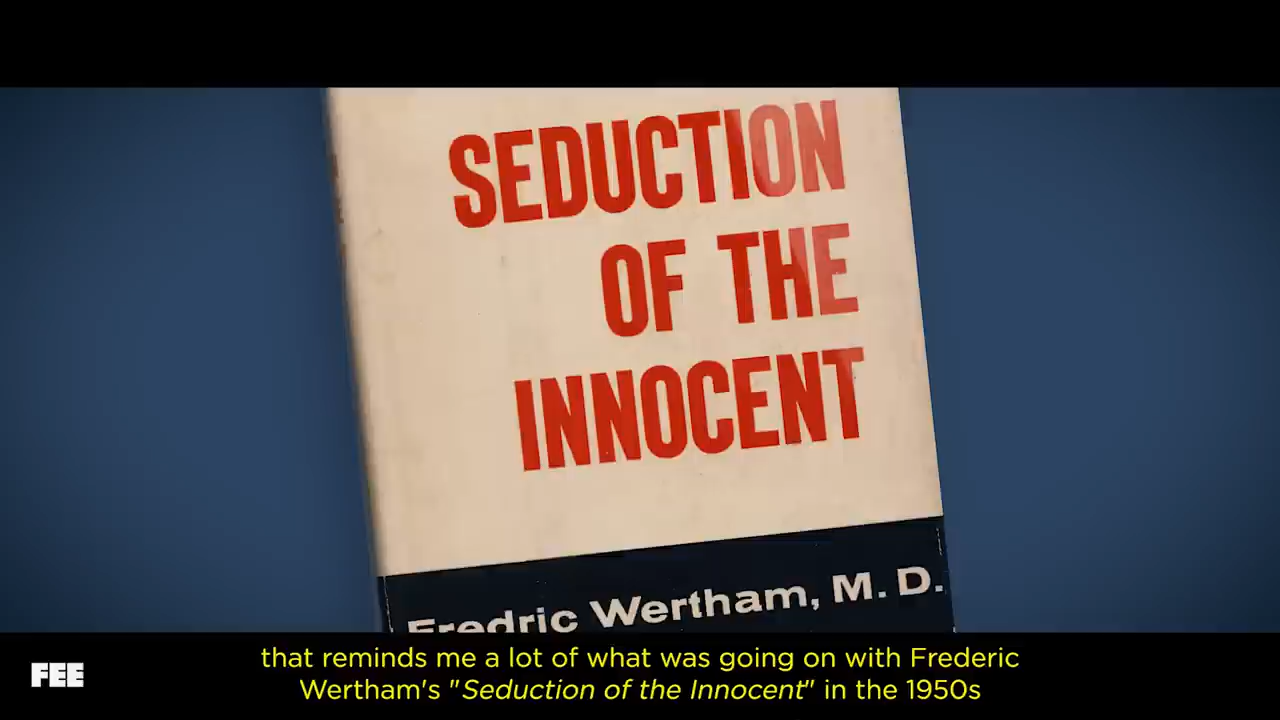 SEDUCTION
OF THE
INNOCENT
Fredric Wertham, M. D.
that reminds me a lot of what was going on with Frederic
FEE
Wertham's "Seduction of the Innocent" in the 1950s